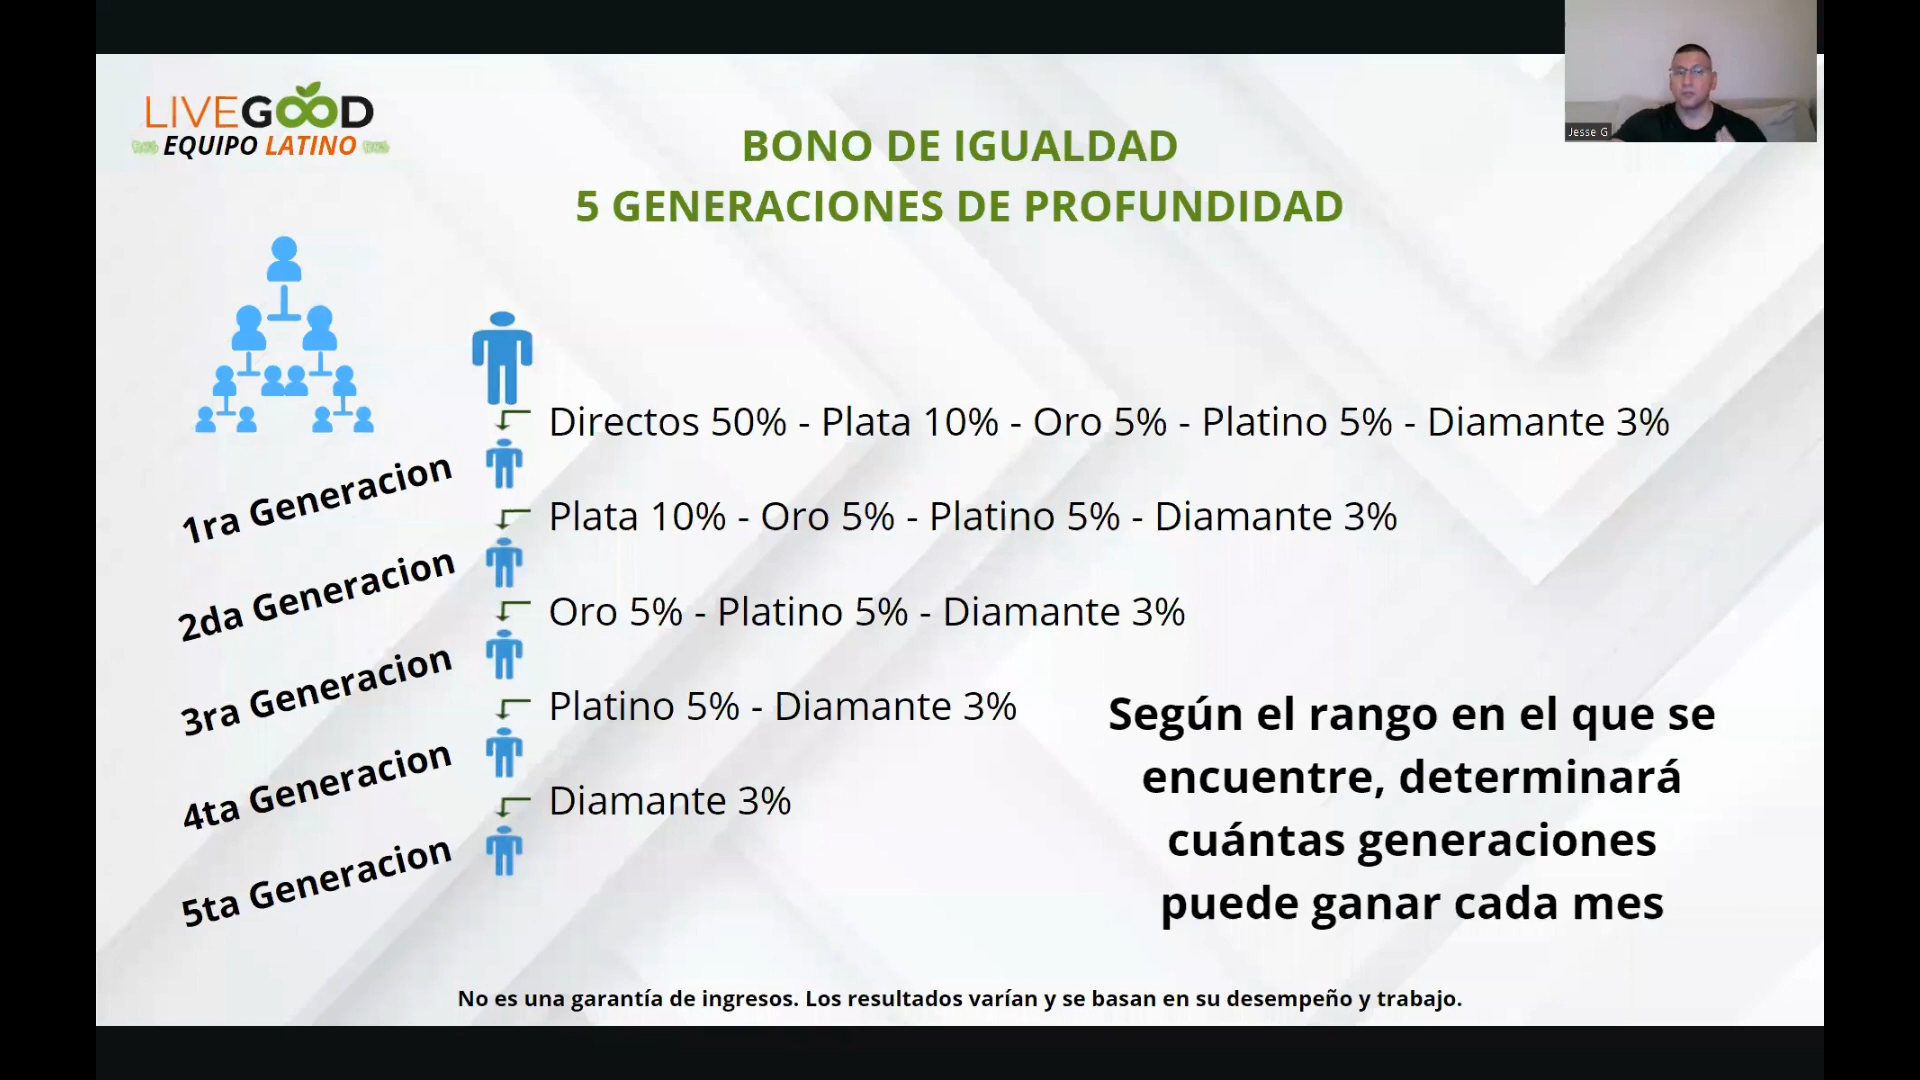 LIVEGOOD
EQUIPO LATINO
Jesse G
BONO DE IGUALDAD
5 GENERACIONES DE PROFUNDIDAD
Directos 50% - Plata 10% - Oro 5% - Platino 5% - Diamante 3%
1ra Generacion
Plata 10% - Oro 5% - Platino 5% - Diamante 3%
2da Generacion
Oro 5% - Platino 5% - Diamante 3%
3ra Generacion
Platino 5% - Diamante 3%
4ta Generacion
Diamante 3%
5ta Generacion
Según el rango en el que se
encuentre, determinará
cuántas generaciones
puede ganar cada mes
No es una garantía de ingresos. Los resultados varían y se basan en su desempeño y trabajo.